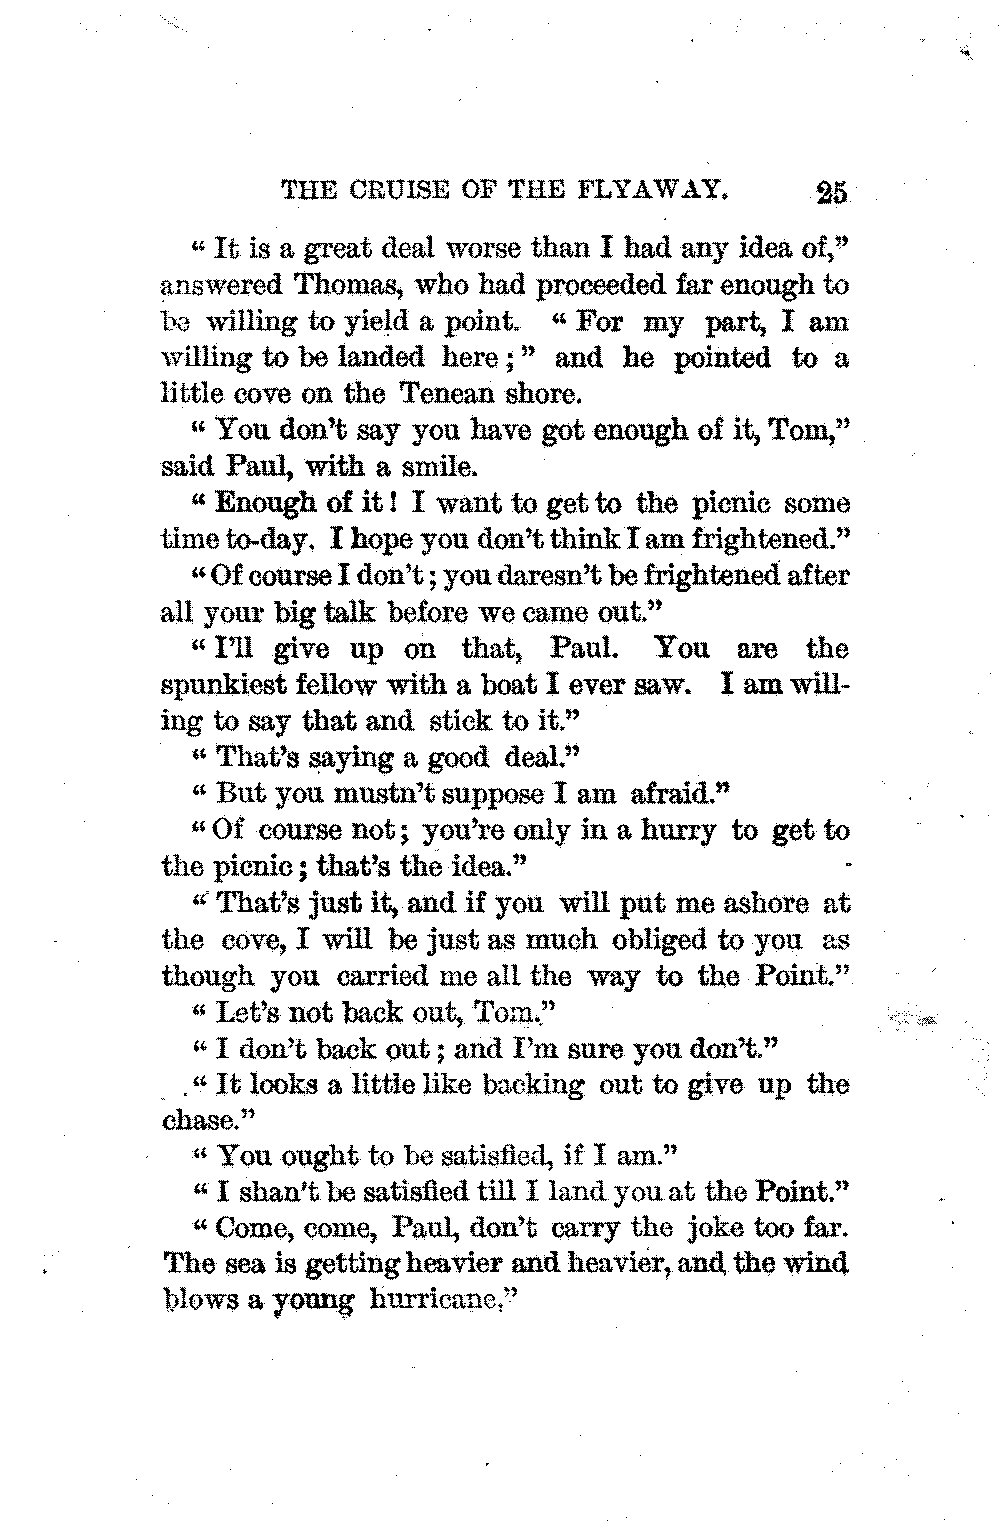 THE CRUISE OF THE FLYAWAY. 25
“ It is a great deal worse than I had any idea of,”
answered Thomas, who had proceeded far enough to
be willing to yield a point. “ For my part, I am
willing to be landed here ; ” and he pointed to a
little cove on the Tenean shore.
“ You don’t say you have got enough of it, Tom,”
said Paul, with a smile.
“ Enough of it ! I want to get to the picnic some
time to-day. I hope you don’t think I am frightened.”
“ Of course I don’t ; you daresn’t be frightened after
all your big talk before we came out.”
“ I’ll give up on that, Paul. You are the
spunkiest fellow with a boat I ever saw. I am will-
ing to say that and stick to it.”
“ That’s saying a good deal.”
“ But you mustn’t suppose I am afraid.”
“ Of course not ; you’re only in a hurry to get to
the picnic ; that’s the idea.”
“ That’s just it, and if you will put me ashore at
the cove, I will be just as much obliged to you as
though you carried me all the way to the Point.”
“ Let’s not back out, Tom.”
“ I don’t back out ; and I’m sure you don’t.”
“ It looks a little like backing out to give up the
chase.”
“ You ought to be satisfied, if I am.”
“ I shan’t be satisfied till I land you at the Point.”
“ Come, come, Paul, don’t carry the joke too far.
The sea is getting heavier and heavier, and the wind
blows a young hurricane.”